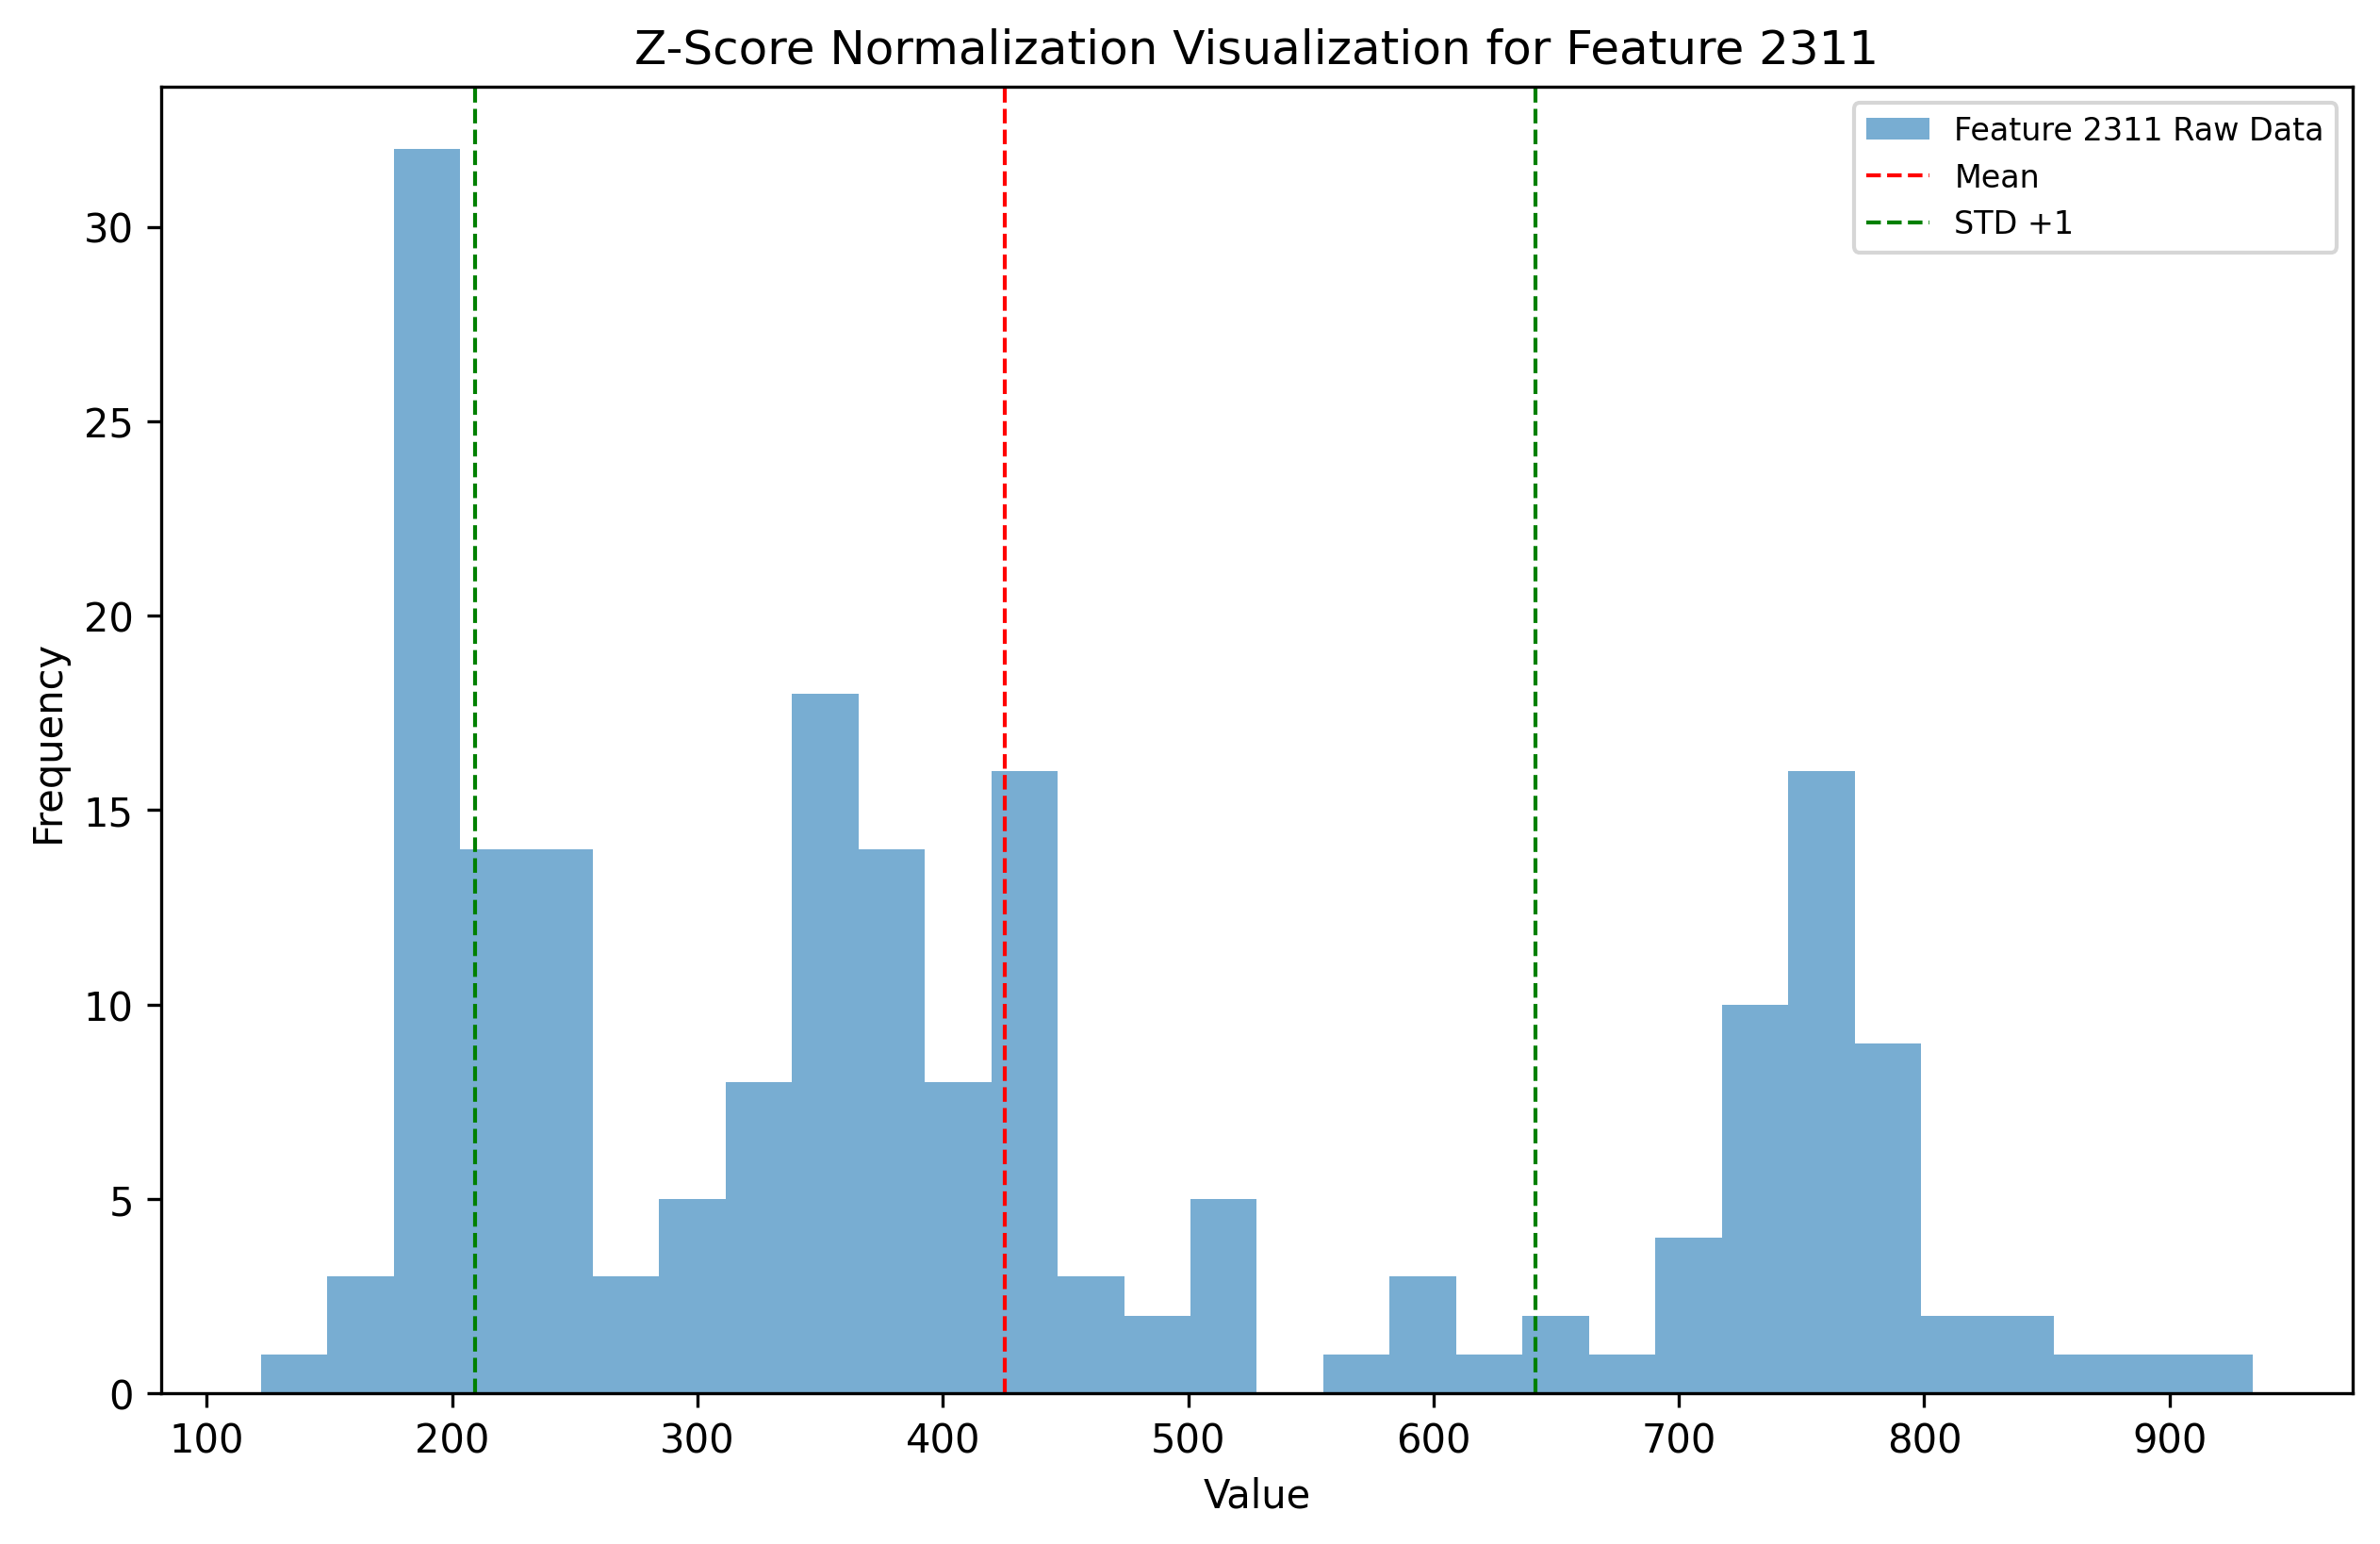 Z-Score Normalization Visualization for Feature 2311
Feature 2311 Raw Data
Mean
STD +1
Frequency
30
25
20
15
10
5
0
100 200 300 400 500 600 700 800 900
Value